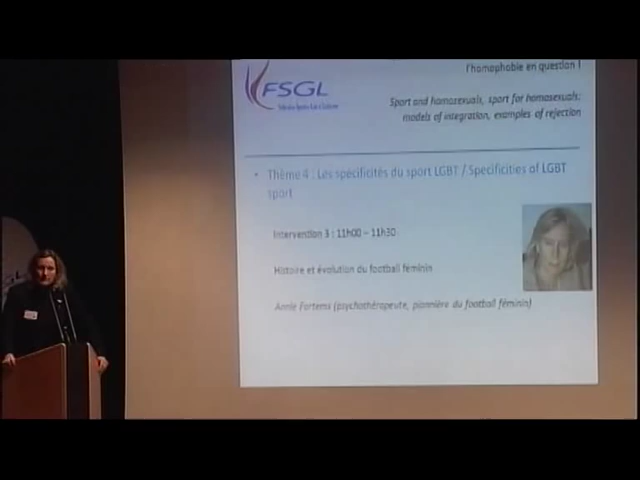 l'homophobie en question !
FSGL
Sport and homosexuals, sport for homosexuals:
models of integration, examples of rejection
• Thème 4 : Les spécificités du sport LGBT / Specificities of LGBT
sport
Intervention 3 : 11h00 – 11h30
Histoire et évolution du football féminin
Annie Fortems (psychothérapeute, pionnière du football féminin)